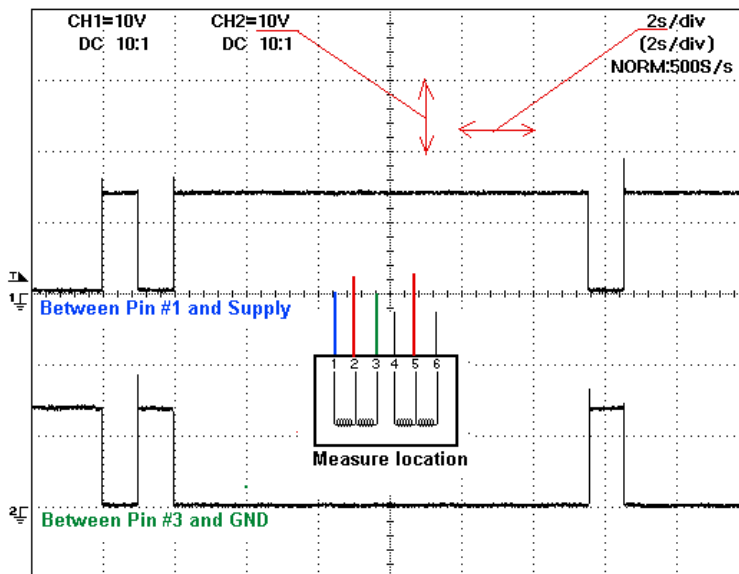 CH1=10V
DC 10:1
CH2=10V
DC 10:1
2s/div
(2s/div)
NORM:500S/s
T
1
Between Pin #1 and Supply
1 2 3 4 5 6
Measure location
2
Between Pin #3 and GND